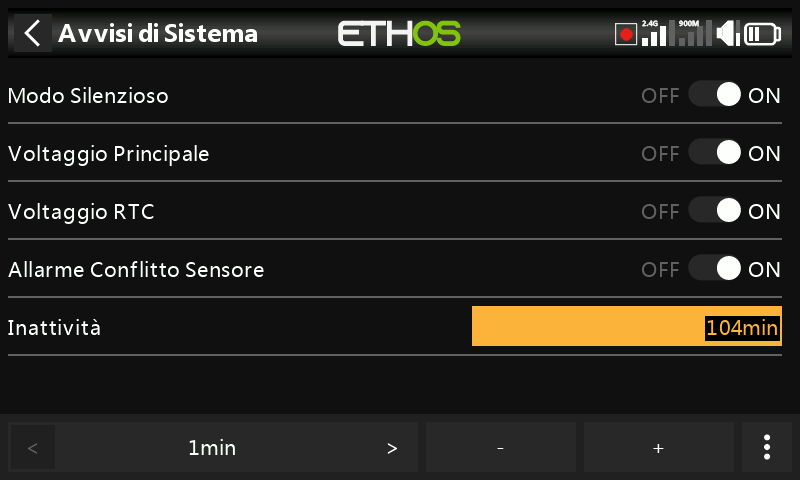 Avvisi di Sistema
ETHOS
2.4G
900M
Modo Silenzioso
OFF ON
Voltaggio Principale
OFF ON
Voltaggio RTC
OFF ON
Allarme Conflitto Sensore
OFF ON
Inattività
104min
< 1min > - +